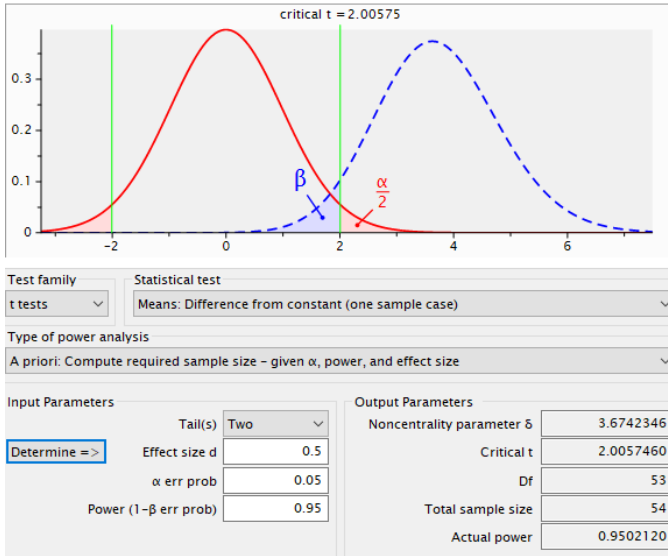 critical t = 2.00575
0.3
0.2
β
α
2
0.1
0
-2 0 2 4 6
Test family
Statistical test
t tests
Means: Difference from constant (one sample case)
Type of power analysis
A priori: Compute required sample size – given α, power, and effect size
Input Parameters
Tail(s) Two
Determine => Effect size d 0.5
α err prob 0.05
Power (1-β err prob) 0.95
Output Parameters
Noncentrality parameter δ 3.6742346
Critical t 2.0057460
Df 53
Total sample size 54
Actual power 0.9502120